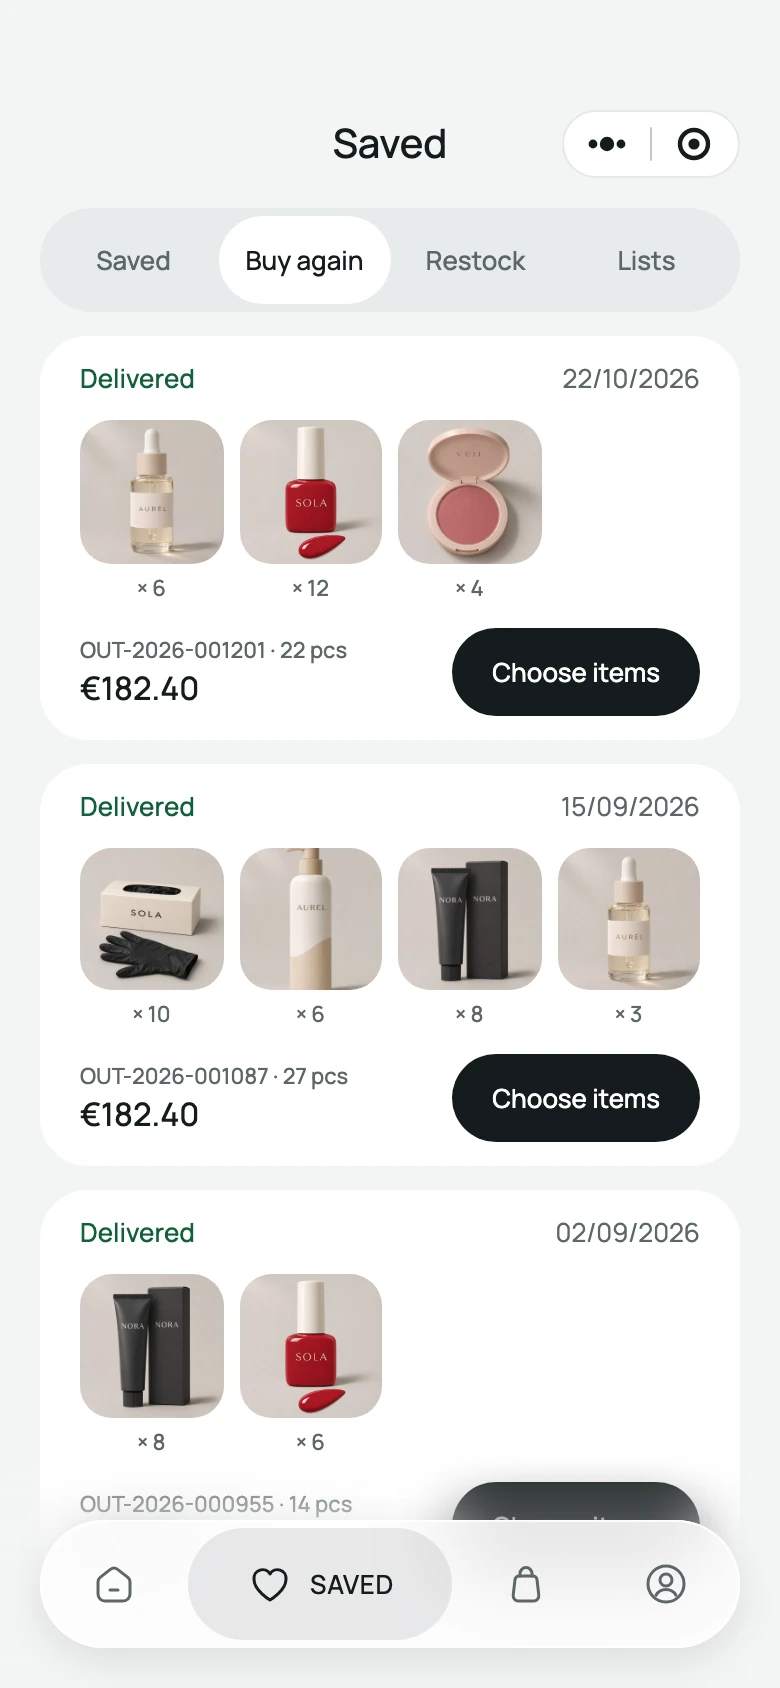 Saved
Saved Buy again Restock Lists
Delivered 22/10/2026
AUREL
SOLA
VEIL
× 6 × 12 × 4
OUT-2026-001201 · 22 pcs
€182.40
Choose items
Delivered 15/09/2026
SOLA
AUREL
NORA NORA
AUREL
× 10 × 6 × 8 × 3
OUT-2026-001087 · 27 pcs
€182.40
Choose items
Delivered 02/09/2026
NORA NORA
SOLA
× 8 × 6
OUT-2026-000955 · 14 pcs
SAVED